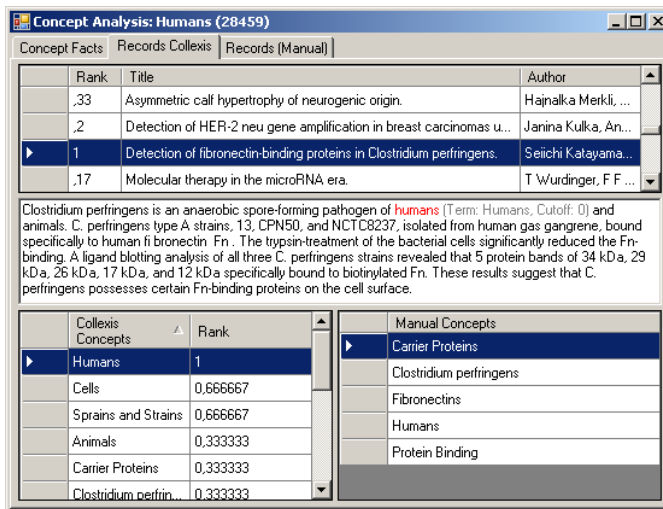 Concept Analysis: Humans (28459)
Concept Facts Records Collexis Records (Manual)
Rank Title Author
,33 Asymmetric calf hypertrophy of neurogenic origin. Hajnalka Merkli, ...
,2 Detection of HER-2 neu gene amplification in breast carcinomas u... Janina Kulka, An...
1 Detection of fibronectin-binding proteins in Clostridium perfringens. Seiichi Katayama...
,17 Molecular therapy in the microRNA era. T Wurdinger, F F ...
Clostridium perfringens is an anaerobic spore-forming pathogen of humans (Term: Humans, Cutoff: 0) and
animals. C. perfringens type A strains, 13, CPN50, and NCTC8237, isolated from human gas gangrene, bound
specifically to human fi bronectin Fn . The trypsin-treatment of the bacterial cells significantly reduced the Fn-
binding. A ligand blotting analysis of all three C. perfringens strains revealed that 5 protein bands of 34 kDa, 29
kDa, 26 kDa, 17 kDa, and 12 kDa specifically bound to biotinylated Fn. These results suggest that C.
perfringens possesses certain Fn-binding proteins on the cell surface.
Collexis
Concepts Rank
Humans 1
Cells 0,666667
Sprains and Strains 0,666667
Animals 0,333333
Carrier Proteins 0,333333
Clostridium perfrin... 0,333333
Manual Concepts
Carrier Proteins
Clostridium perfringens
Fibronectins
Humans
Protein Binding